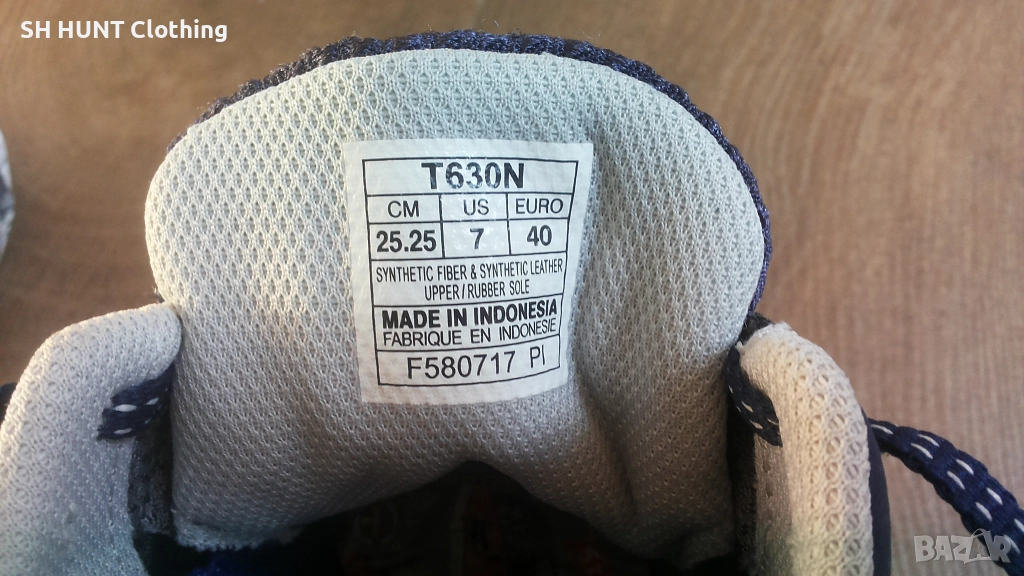 SH HUNT Clothing
T630N
CM US EURO
25.25 7 40
SYNTHETIC FIBER & SYNTHETIC LEATHER
UPPER/RUBBER SOLE
MADE IN INDONESIA
FABRIQUE EN INDONESIE
F580717 PI
BAZAR